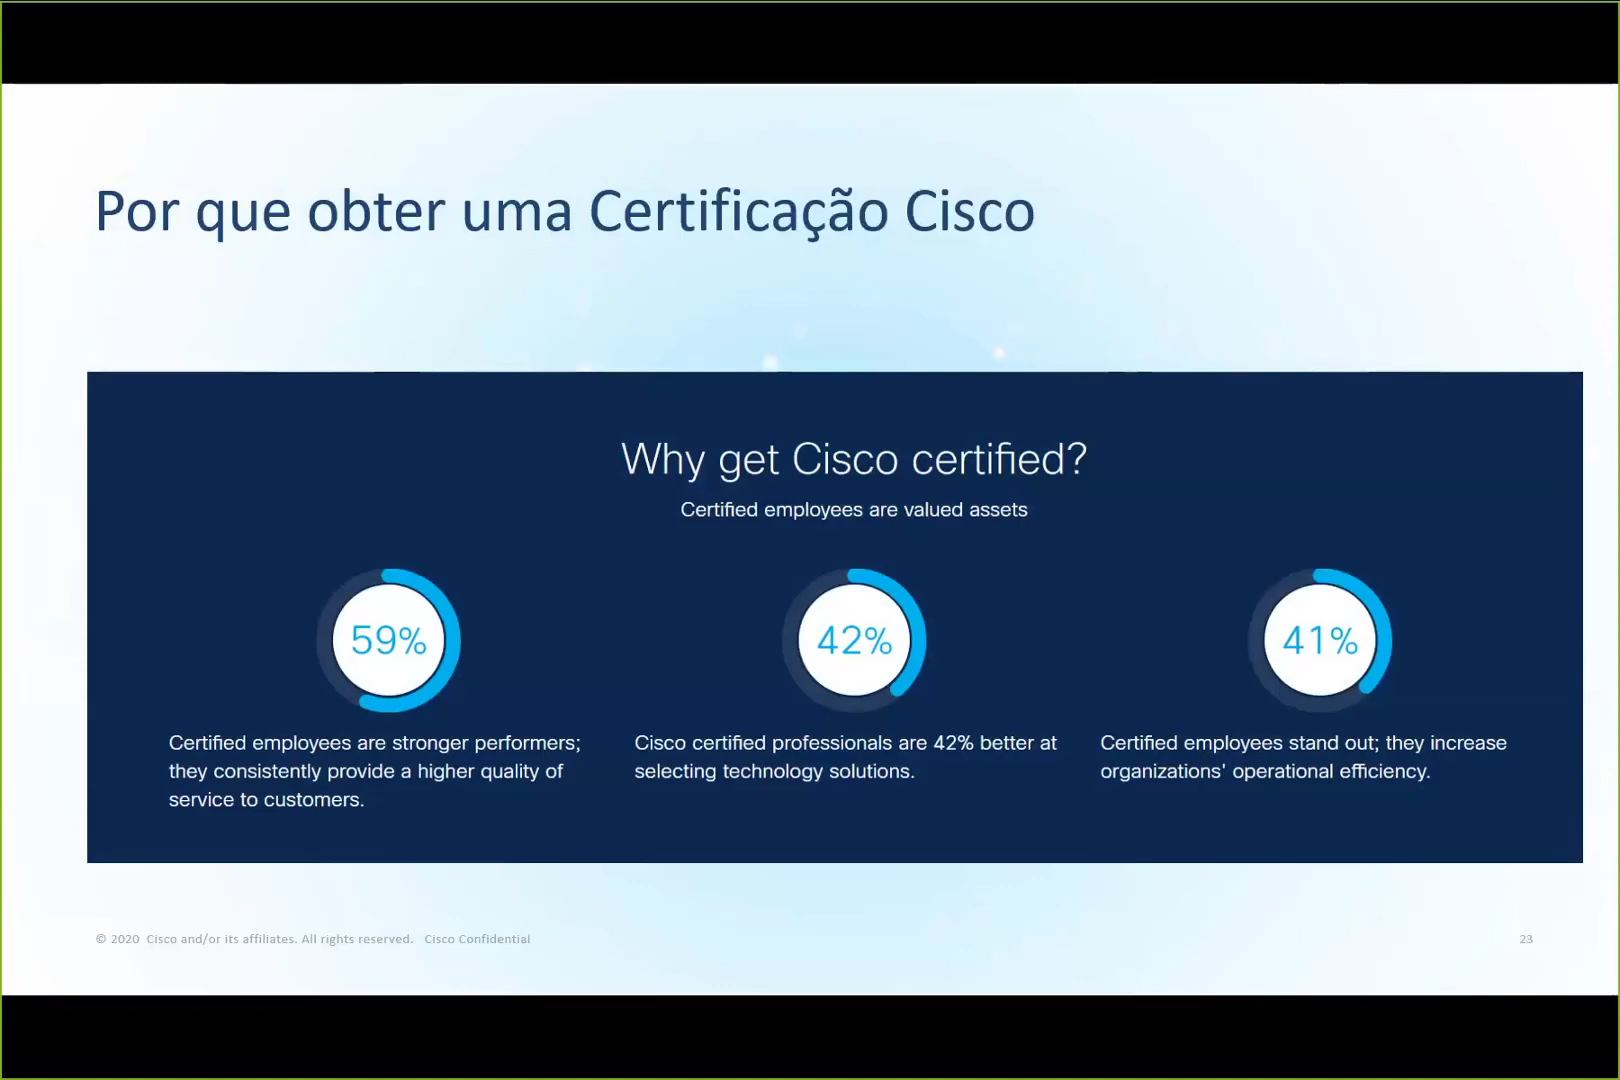 Por que obter uma Certificação Cisco
Why get Cisco certified?
Certified employees are valued assets
59%
Certified employees are stronger performers;
they consistently provide a higher quality of
service to customers.
42%
Cisco certified professionals are 42% better at
selecting technology solutions.
41%
Certified employees stand out; they increase
organizations' operational efficiency.
© 2020 Cisco and/or its affiliates. All rights reserved. Cisco Confidential
23